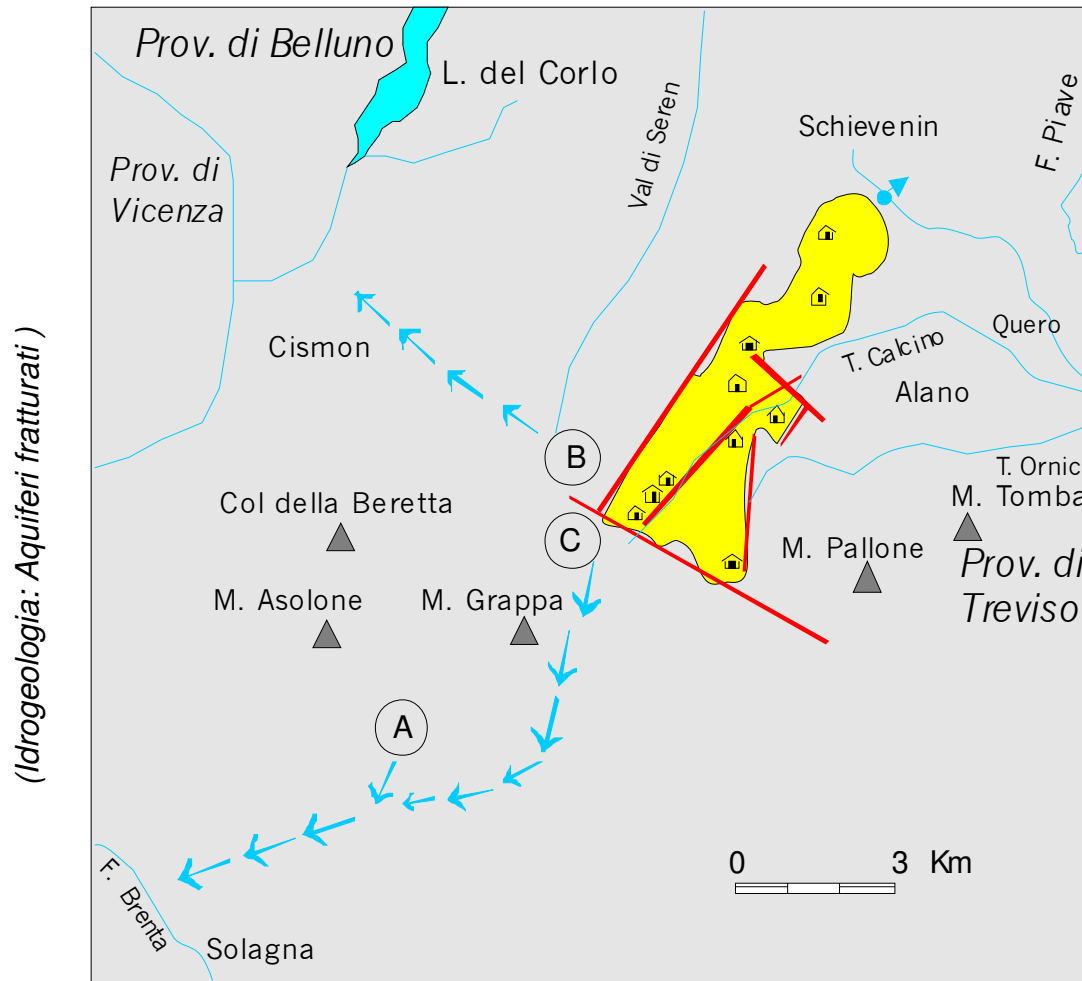 (Idrogeologia: Aquiferi fratturati )
Prov. di Belluno
L. del Corlo
Val di Seren
Schievenin
F. Piave
Prov. di
Vicenza
Cismon
T. Calcino
Quero
Alano
B
Col della Beretta
T. Ornic
M. Tomba
C
M. Pallone
Prov. di
Treviso
M. Asolone
M. Grappa
A
0 3 Km
F. Brenta
Solagna